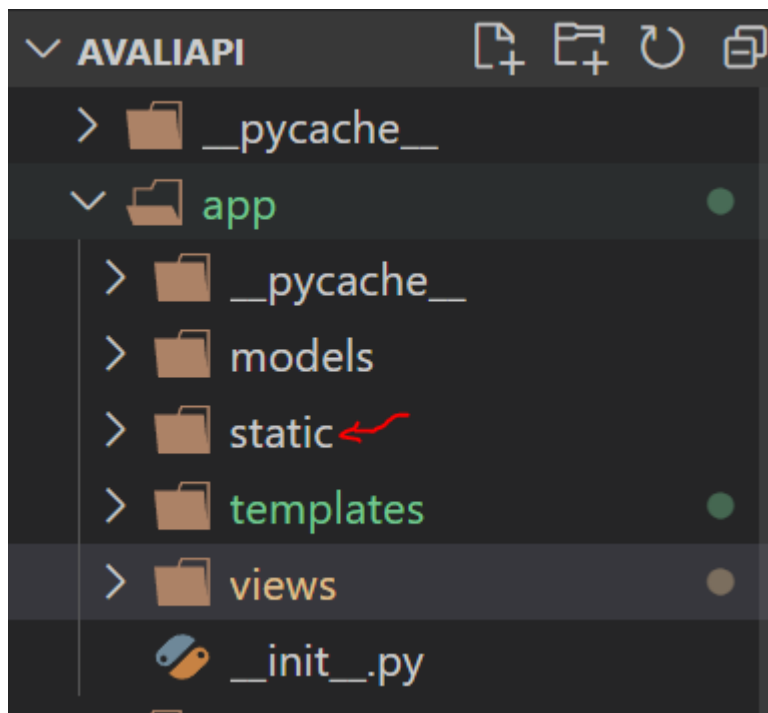 AVALIAPI
__pycache__
app
__pycache__
models
static
templates
views
__init__.py